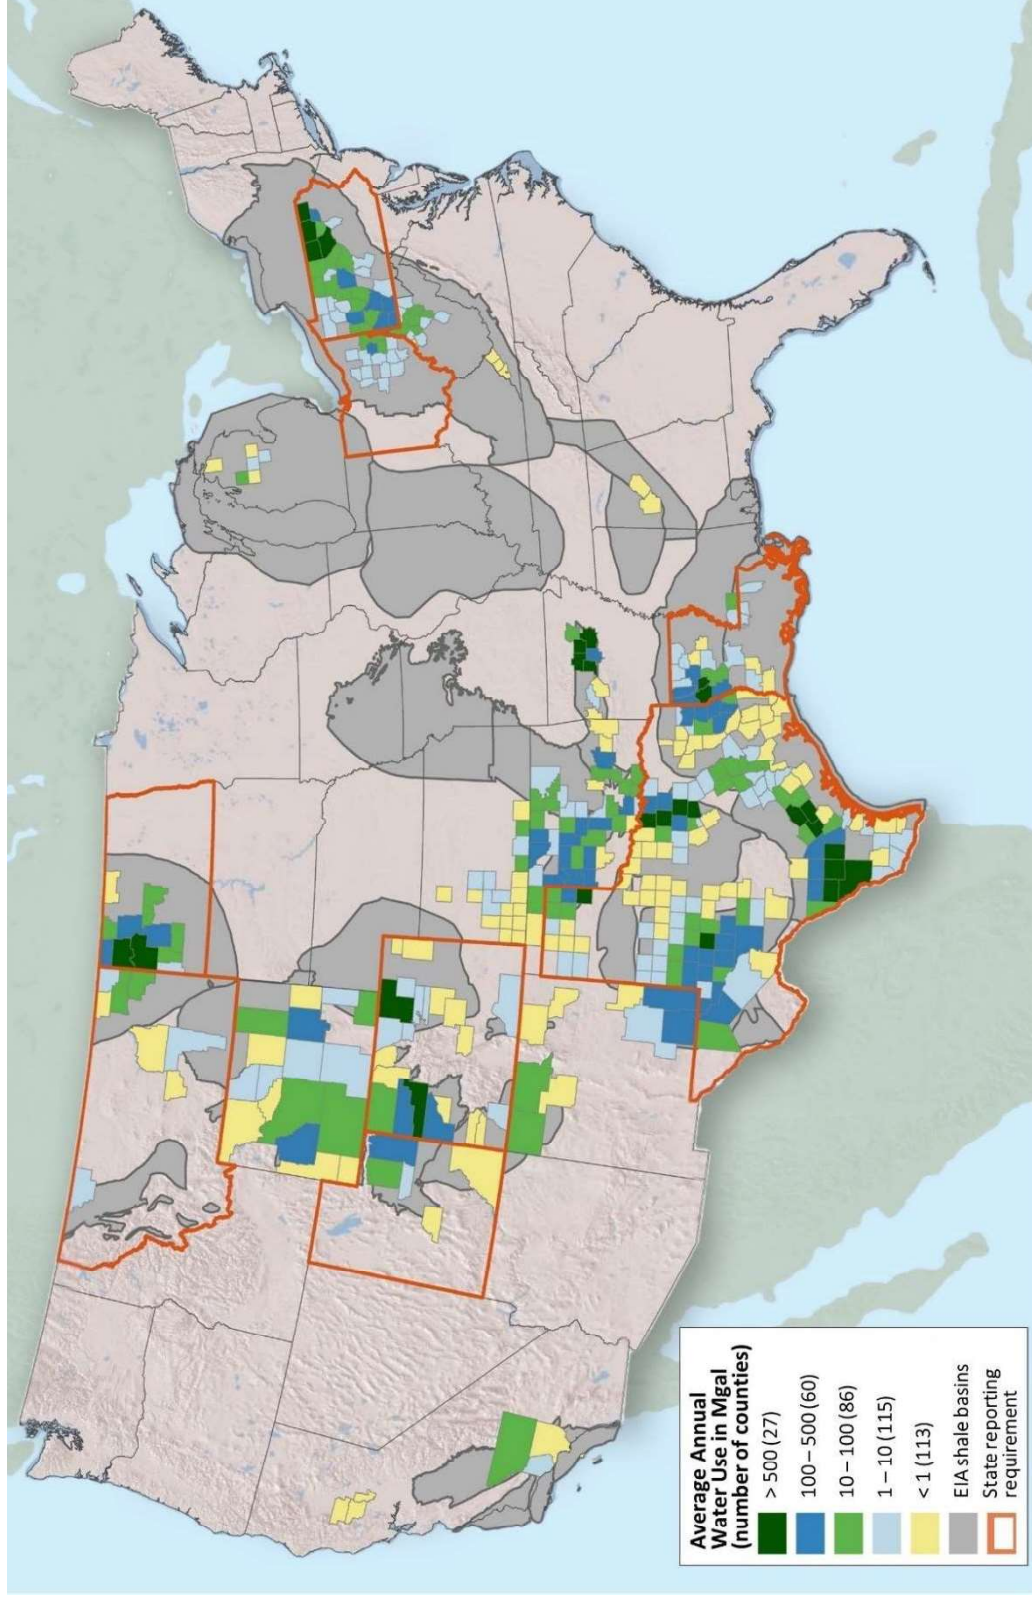 Average Annual
Water Use in Mgal
(number of counties)
> 500 (27)
100 – 500 (60)
10 – 100 (86)
1 – 10 (115)
< 1 (113)
EIA shale basins
State reporting
requirement